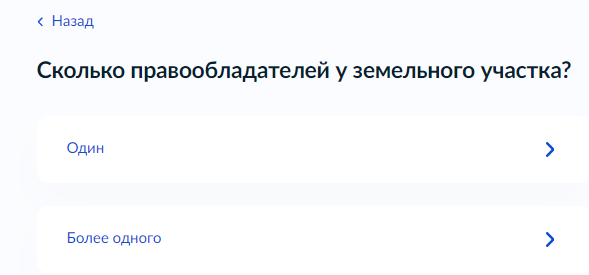 Назад
Сколько правообладателей у земельного участка?
Один
Более одного